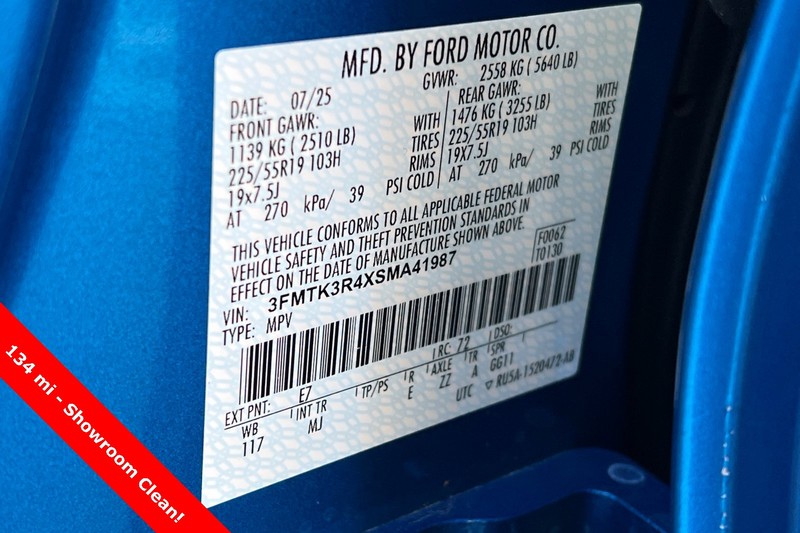 MFD. BY FORD MOTOR CO.
DATE: 07/25 GVWR: 2558 KG ( 5640 LB)
FRONT GAWR: REAR GAWR:
1139 KG ( 2510 LB) WITH 1476 KG ( 3255 LB) WITH
225/55R19 103H TIRES 225/55R19 103H TIRES
19x7.5J RIMS 19X7.5J RIMS
AT 270 kPa/ 39 PSI COLD AT 270 kPa/ 39 PSI COLD
THIS VEHICLE CONFORMS TO ALL APPLICABLE FEDERAL MOTOR
VEHICLE SAFETY AND THEFT PREVENTION STANDARDS IN
EFFECT ON THE DATE OF MANUFACTURE SHOWN ABOVE.
F0062
T0130
VIN: 3FMTK3R4XSMA41987
TYPE: MPV
EXT PNT: E7 RC: 72 DSO:
WB INT TR TP/PS R AXLE TR SPR
117 MJ E ZZ A GG11
UTC RU5A-1520472-AB
134 mi - Showroom Clean!